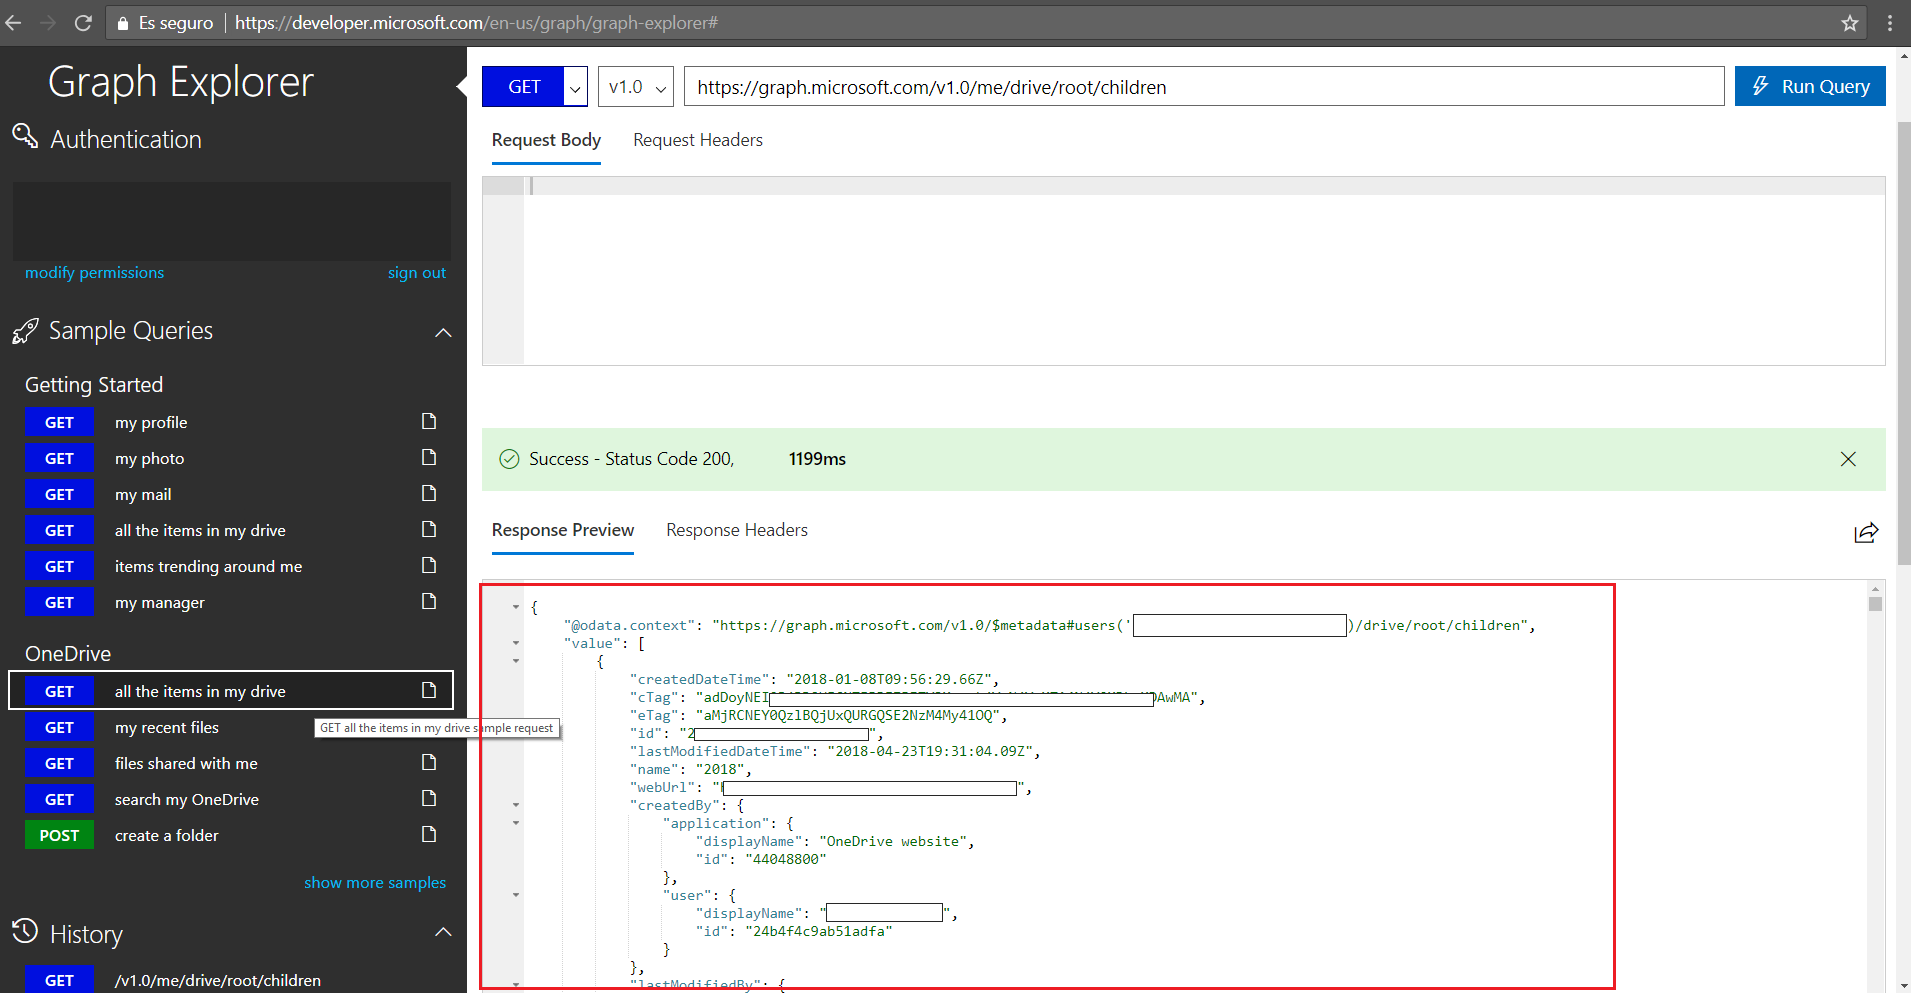 Es seguro | https://developer.microsoft.com/en-us/graph/graph-explorer#
Graph Explorer
Authentication
modify permissions
sign out
Sample Queries
Getting Started
GET my profile
GET my photo
GET my mail
GET all the items in my drive
GET items trending around me
GET my manager
OneDrive
GET all the items in my drive
GET my recent files
GET all the items in my drive sample request
GET files shared with me
GET search my OneDrive
POST create a folder
show more samples
History
GET /v1.0/me/drive/root/children
GET v1.0 https://graph.microsoft.com/v1.0/me/drive/root/children Run Query
Request Body Request Headers
Success - Status Code 200, 1199ms
Response Preview Response Headers
{
"@odata.context": "https://graph.microsoft.com/v1.0/$metadata#users(' )/drive/root/children",
"value": [
{
"createdDateTime": "2018-01-08T09:56:29.66Z",
"cTag": "adDoyNEI DAwMA",
"eTag": "aMjRCNEY0QzlBQjUxQURGQSE2NzM4My41OQ",
"id": "2 ",
"lastModifiedDateTime": "2018-04-23T19:31:04.09Z",
"name": "2018",
"webUrl": " ",
"createdBy": {
"application": {
"displayName": "OneDrive website",
"id": "44048800"
},
"user": {
"displayName": " ",
"id": "24b4f4c9ab51adfa"
}
},
"lastModifiedBy": {